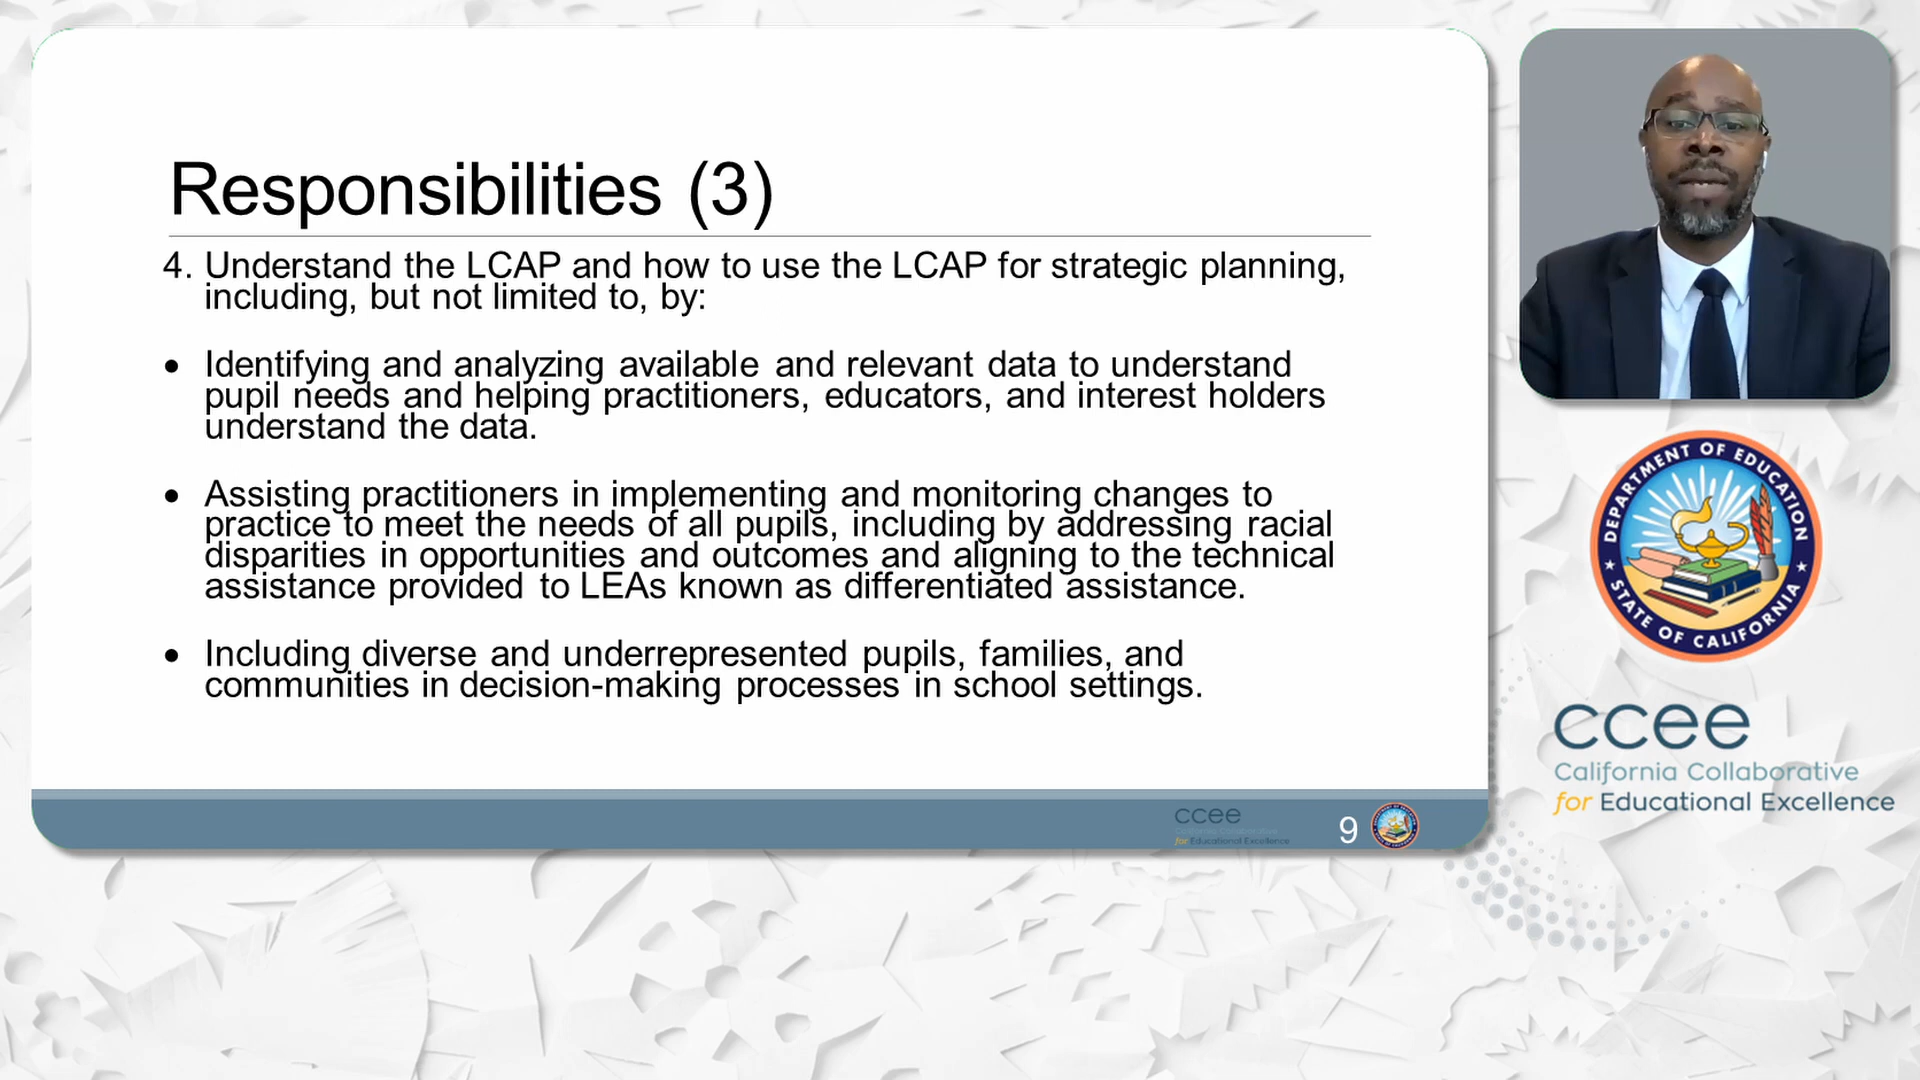 Responsibilities (3)
4. Understand the LCAP and how to use the LCAP for strategic planning,
including, but not limited to, by:
• Identifying and analyzing available and relevant data to understand
pupil needs and helping practitioners, educators, and interest holders
understand the data.
• Assisting practitioners in implementing and monitoring changes to
practice to meet the needs of all pupils, including by addressing racial
disparities in opportunities and outcomes and aligning to the technical
assistance provided to LEAs known as differentiated assistance.
• Including diverse and underrepresented pupils, families, and
communities in decision-making processes in school settings.
ccee
California Collaborative
for Educational Excellence
9
DEPARTMENT OF EDUCATION
STATE OF CALIFORNIA
ccee
California Collaborative
for Educational Excellence